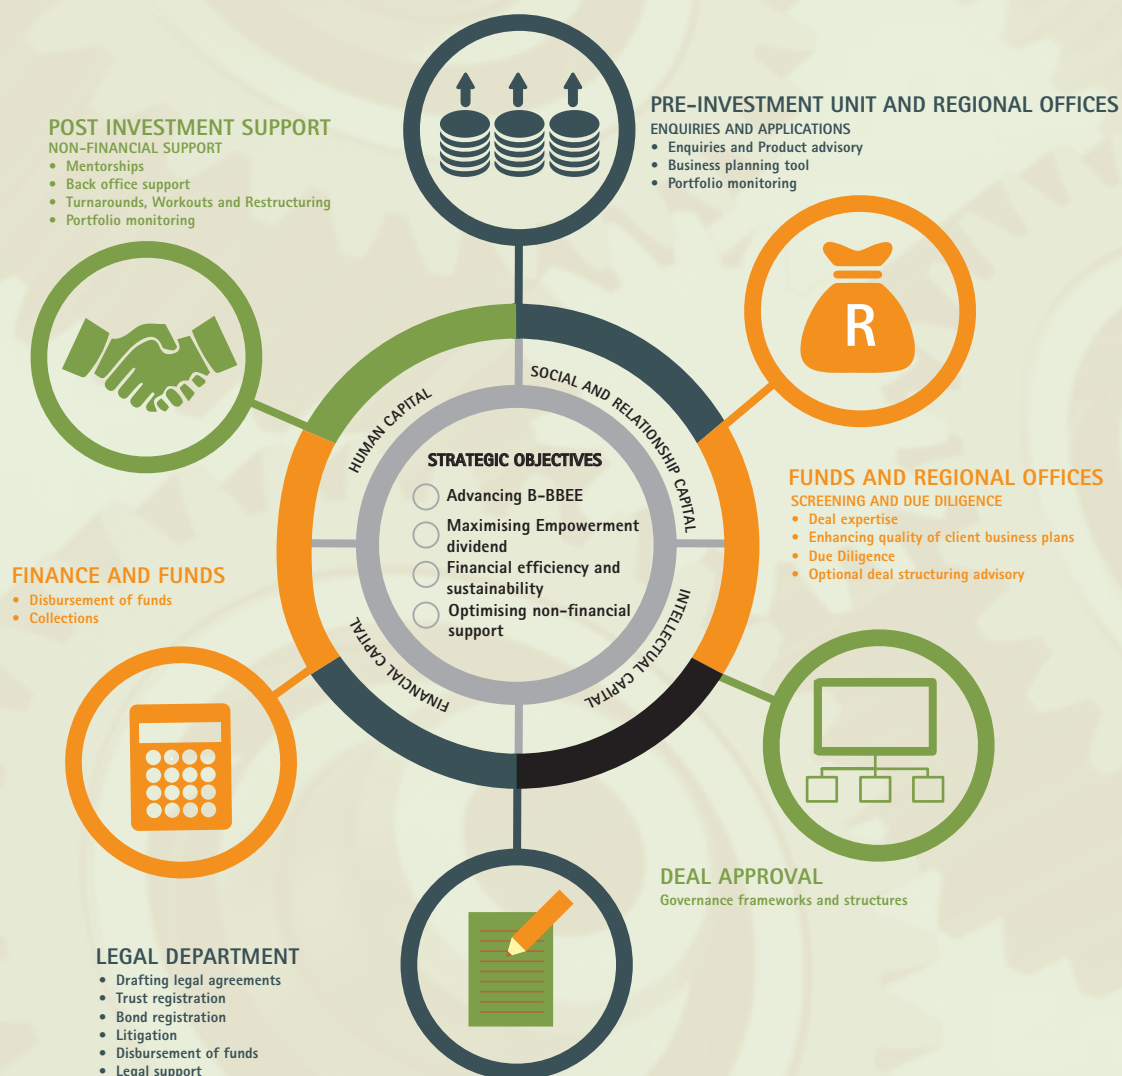 PRE-INVESTMENT UNIT AND REGIONAL OFFICES
ENQUIRIES AND APPLICATIONS
• Enquiries and Product advisory
• Business planning tool
• Portfolio monitoring
POST INVESTMENT SUPPORT
NON-FINANCIAL SUPPORT
• Mentorships
• Back office support
• Turnarounds, Workouts and Restructuring
• Portfolio monitoring
R
HUMAN CAPITAL
SOCIAL AND RELATIONSHIP CAPITAL
STRATEGIC OBJECTIVES
Advancing B-BBEE
Maximising Empowerment
dividend
Financial efficiency and
sustainability
Optimising non-financial
support
FINANCIAL CAPITAL
INTELLECTUAL CAPITAL
FUNDS AND REGIONAL OFFICES
SCREENING AND DUE DILIGENCE
• Deal expertise
• Enhancing quality of client business plans
• Due Diligence
• Optional deal structuring advisory
FINANCE AND FUNDS
• Disbursement of funds
• Collections
DEAL APPROVAL
Governance frameworks and structures
LEGAL DEPARTMENT
• Drafting legal agreements
• Trust registration
• Bond registration
• Litigation
• Disbursement of funds
• Legal support